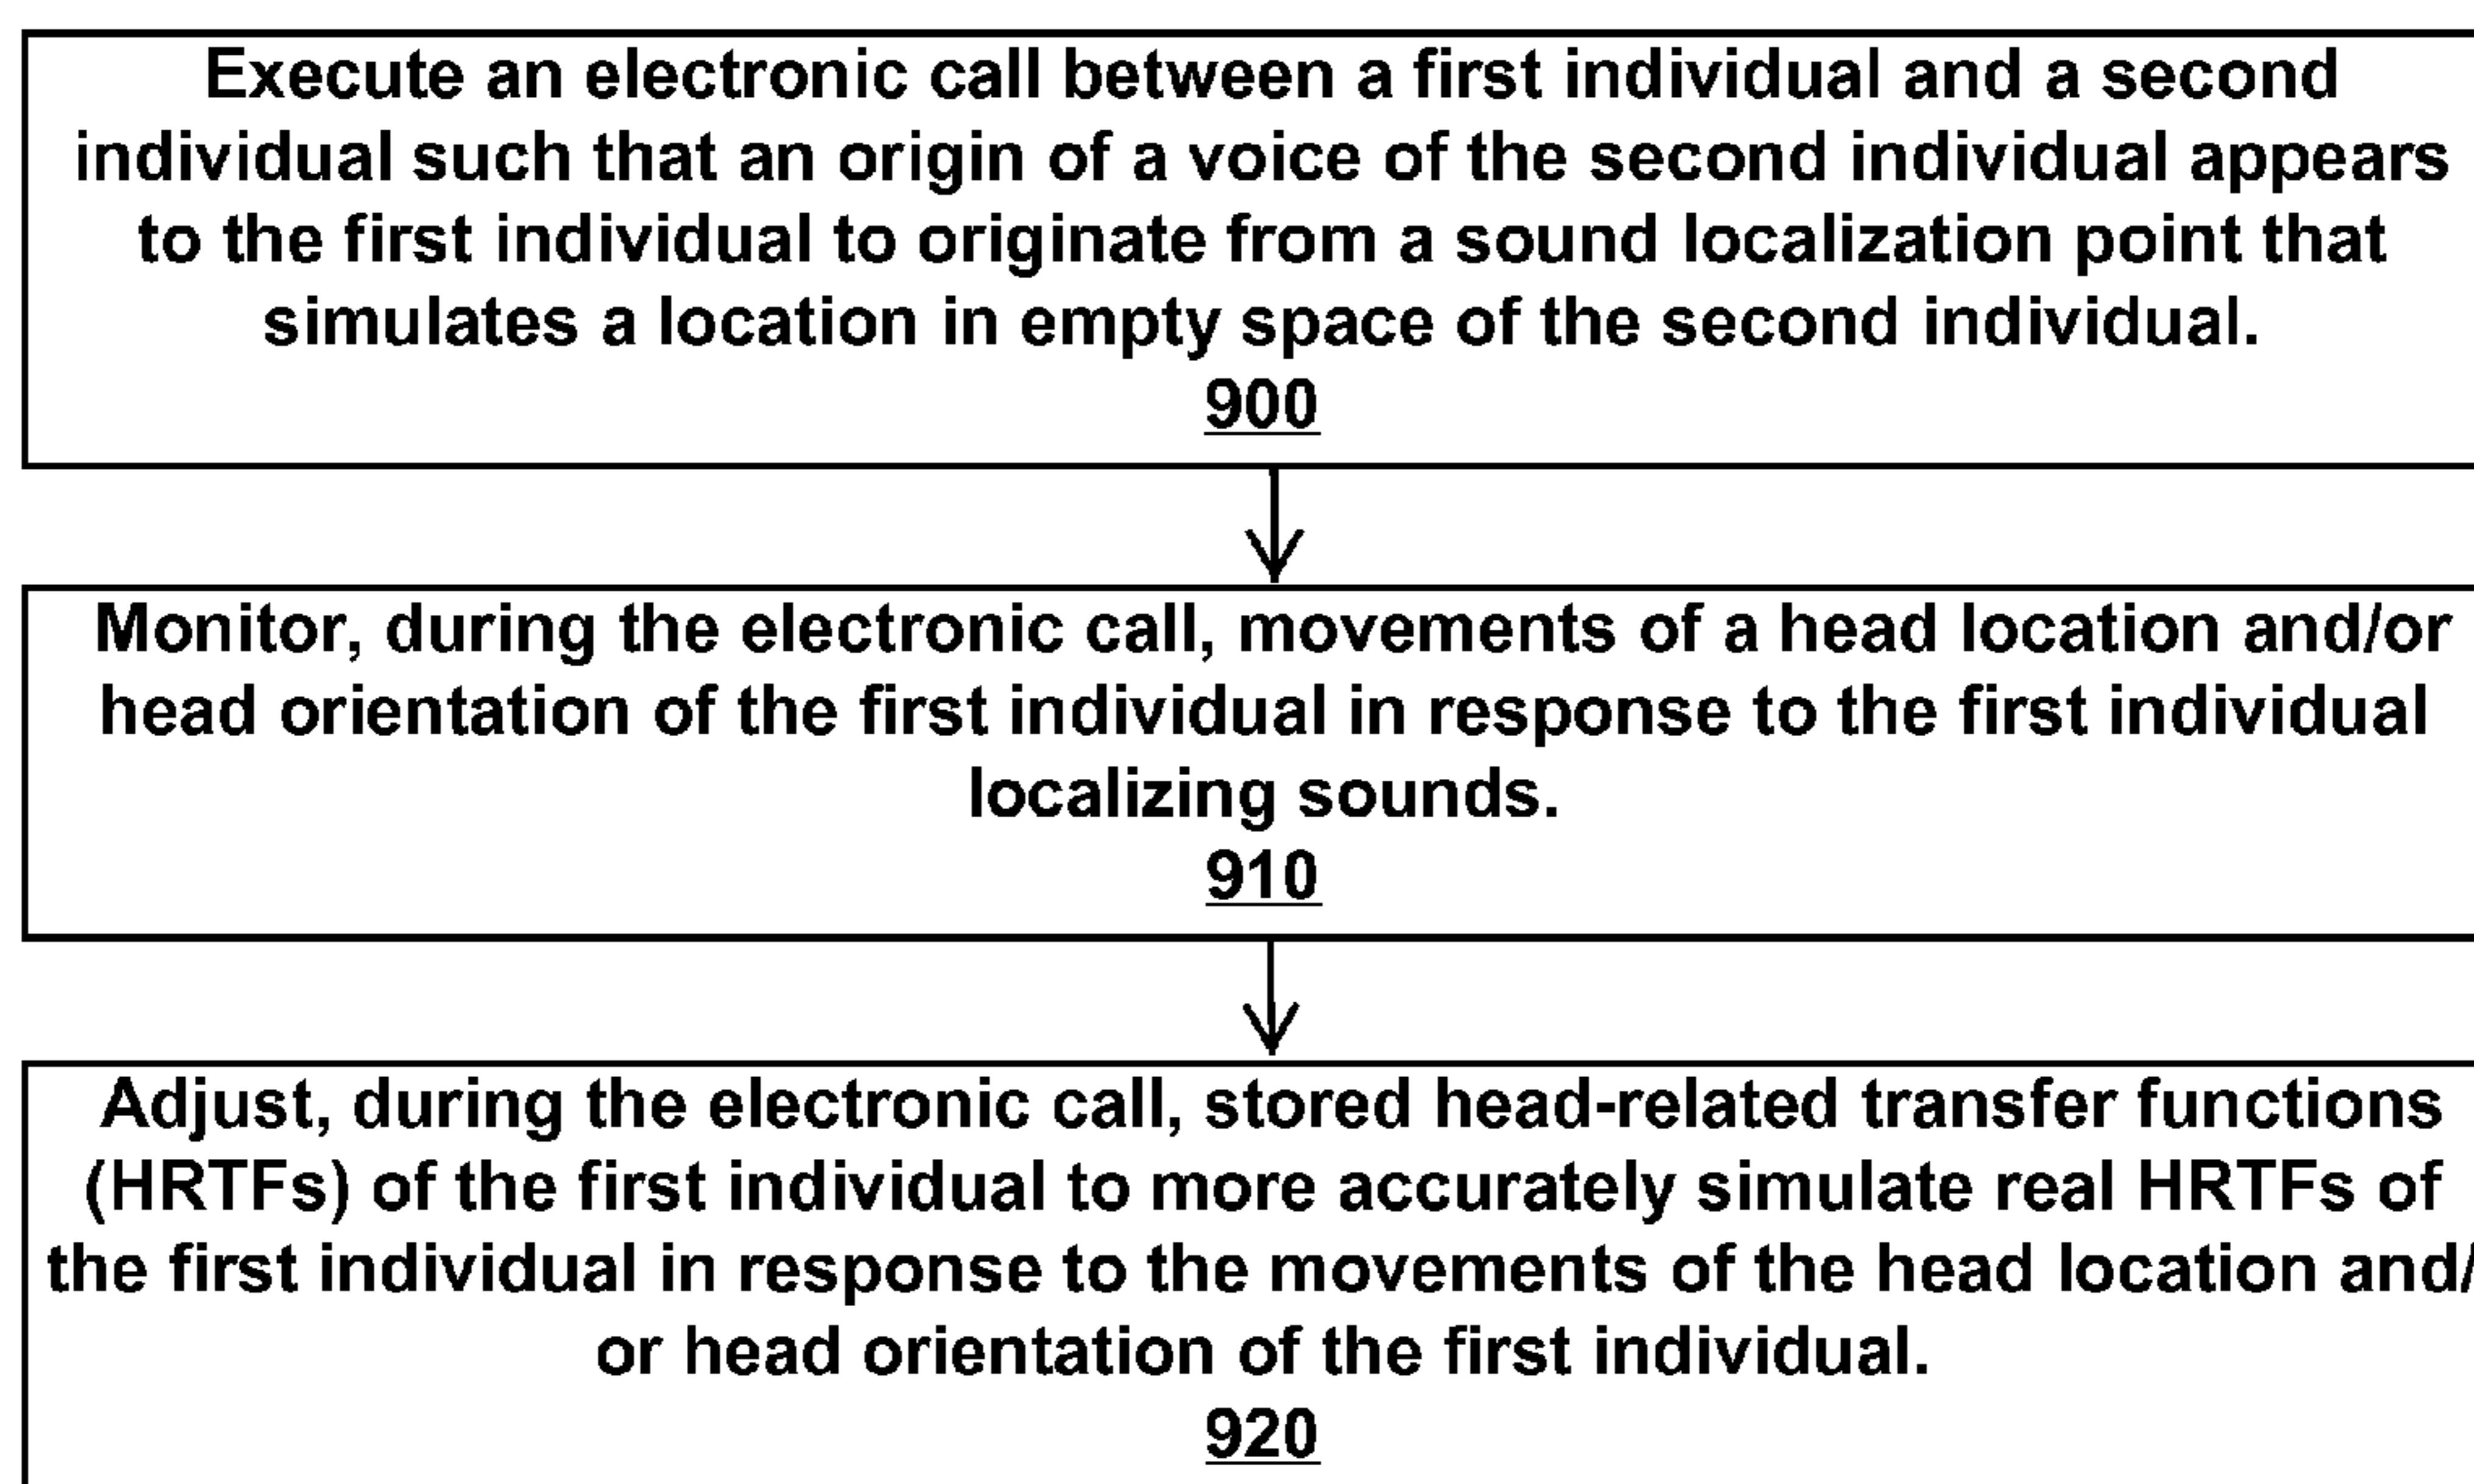 Execute an electronic call between a first individual and a second
individual such that an origin of a voice of the second individual appears
to the first individual to originate from a sound localization point that
simulates a location in empty space of the second individual.
900
Monitor, during the electronic call, movements of a head location and/or
head orientation of the first individual in response to the first individual
localizing sounds.
910
Adjust, during the electronic call, stored head-related transfer functions
(HRTFs) of the first individual to more accurately simulate real HRTFs of
the first individual in response to the movements of the head location and/
or head orientation of the first individual.
920